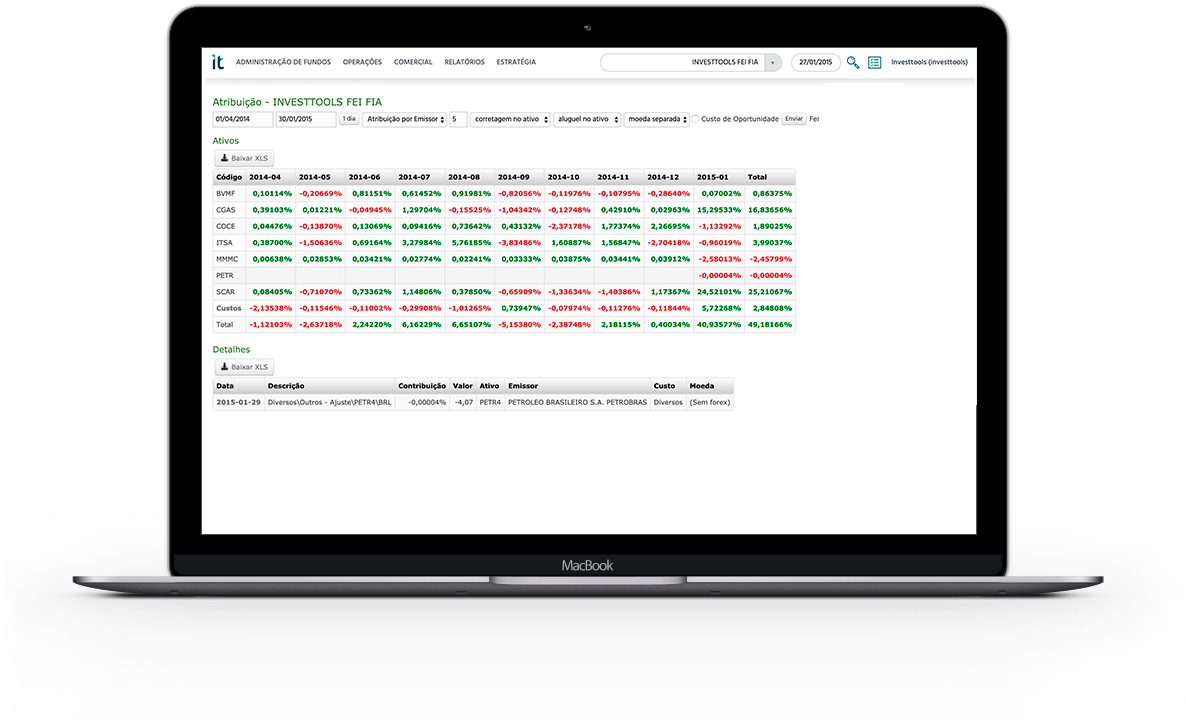 it ADMINISTRAÇÃO DE FUNDOS OPERAÇÕES COMERCIAL RELATÓRIOS ESTRATÉGIA INVESTTOOLS FEI FIA 27/01/2015 Investtools (investtools)
Atribuição - INVESTTOOLS FEI FIA
01/04/2014 30/01/2015 1 dia Atribuição por Emissor 5 corretagem no ativo aluguel no ativo moeda separada Custo de Oportunidade Enviar Fei
Ativos
Baixar XLS
Código 2014-04 2014-05 2014-06 2014-07 2014-08 2014-09 2014-10 2014-11 2014-12 2015-01 Total
BVMF 0,10114% -0,20669% 0,81151% 0,61452% 0,91981% -0,82056% -0,11976% -0,10795% -0,28640% 0,07002% 0,86375%
CGAS 0,39103% 0,01221% -0,04945% 1,29704% -0,15525% -1,04342% -0,12748% 0,42910% 0,02963% 15,29533% 16,83656%
COCE 0,04476% -0,13870% 0,13069% 0,09416% 0,73642% 0,43132% -2,37178% 1,77374% 2,26695% -1,13292% 1,89025%
ITSA 0,38700% -1,50636% 0,69164% 3,27984% 5,76185% -3,83486% 1,60887% 1,56847% -2,70418% -0,96019% 3,99037%
MMMC 0,00638% 0,02853% 0,03421% 0,02774% 0,02241% 0,03333% 0,03875% 0,03441% 0,03912% -2,58013% -2,45799%
PETR -0,00004% -0,00004%
SCAR 0,08405% -0,71070% 0,73362% 1,14806% 0,37850% -0,65909% -1,33634% -1,40386% 1,17367% 24,52101% 25,21067%
Custos -2,13538% -0,11546% -0,11002% -0,29908% -1,01265% 0,73947% -0,07974% -0,11276% -0,11844% 5,72268% 2,84808%
Total -1,12103% -2,63718% 2,24220% 6,16229% 6,65107% -5,15380% -2,38748% 2,18115% 0,40034% 40,93577% 49,18166%
Detalhes
Baixar XLS
Data Descrição Contribuição Valor Ativo Emissor Custo Moeda
2015-01-29 Diversos\Outros - Ajuste\PETR4\BRL -0,00004% -4,07 PETR4 PETROLEO BRASILEIRO S.A. PETROBRAS Diversos (Sem forex)
MacBook